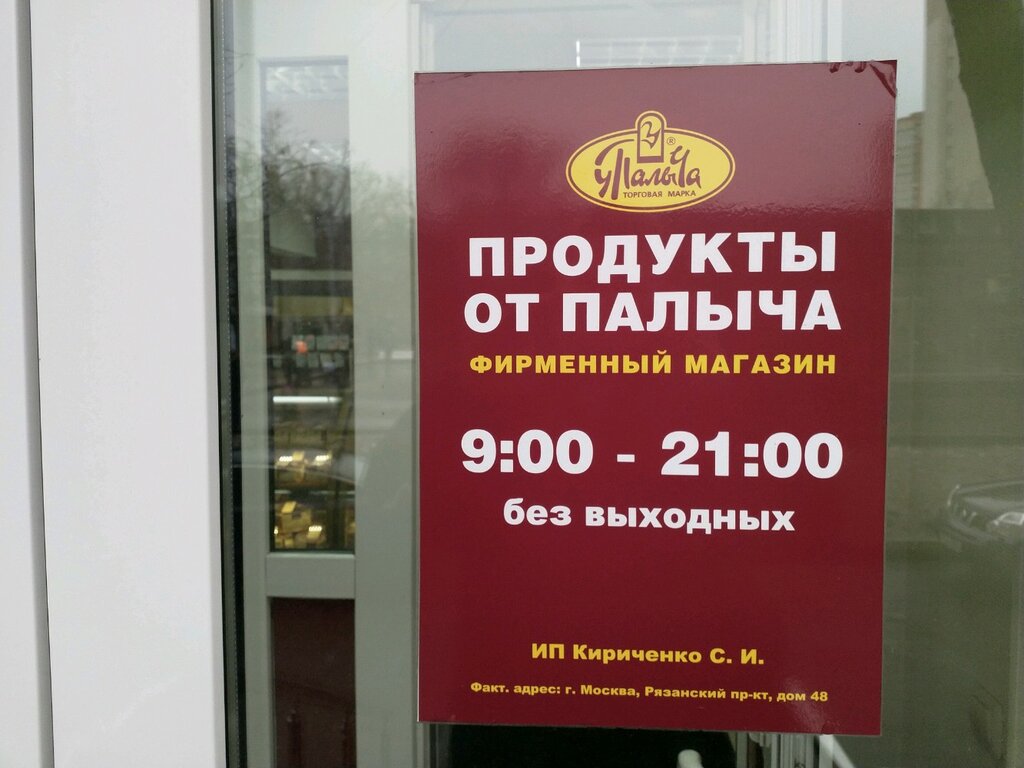 У
у Палыча ®
ТОРГОВАЯ МАРКА
ПРОДУКТЫ
ОТ ПАЛЫЧА
ФИРМЕННЫЙ МАГАЗИН
9:00 - 21:00
без выходных
ИП Кириченко С. И.
Факт. адрес: г. Москва, Рязанский пр-кт, дом 48